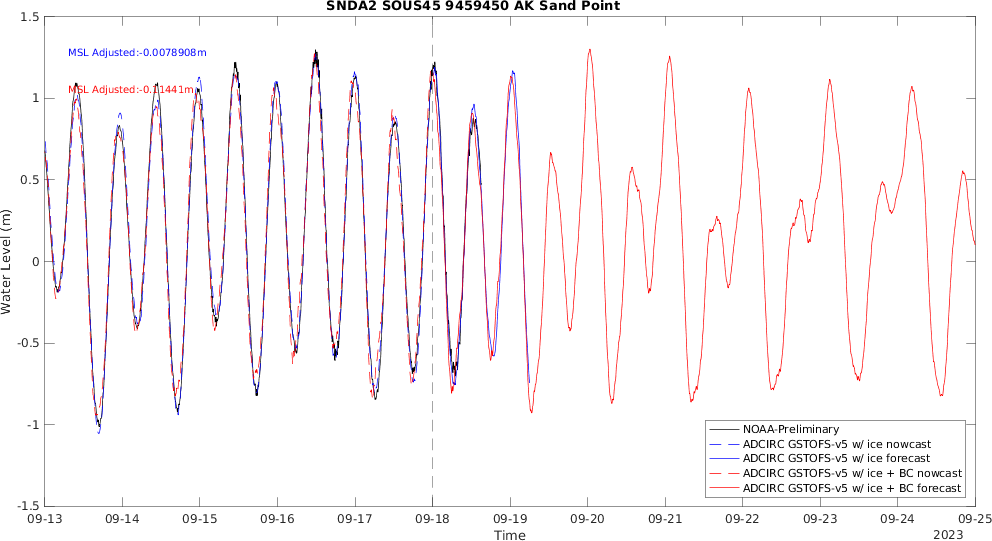 SNDA2 SOUS45 9459450 AK Sand Point
1.5
1
0.5
0
-0.5
-1
-1.5
Water Level (m)
MSL Adjusted:-0.0078908m
MSL Adjusted:-0.11441m
NOAA-Preliminary
ADCIRC GSTOFS-v5 w/ ice nowcast
ADCIRC GSTOFS-v5 w/ ice forecast
ADCIRC GSTOFS-v5 w/ ice + BC nowcast
ADCIRC GSTOFS-v5 w/ ice + BC forecast
09-13 09-14 09-15 09-16 09-17 09-18 09-19 09-20 09-21 09-22 09-23 09-24 09-25
Time
2023